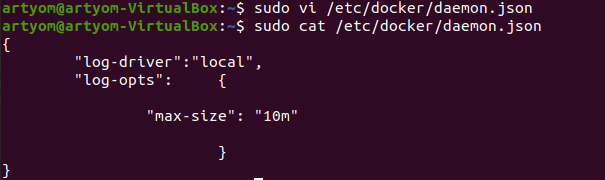 artyom@artyom-VirtualBox:~$ sudo vi /etc/docker/daemon.json
artyom@artyom-VirtualBox:~$ sudo cat /etc/docker/daemon.json
{
        "log-driver":"local",
        "log-opts":     {
                "max-size": "10m"
                        }
}